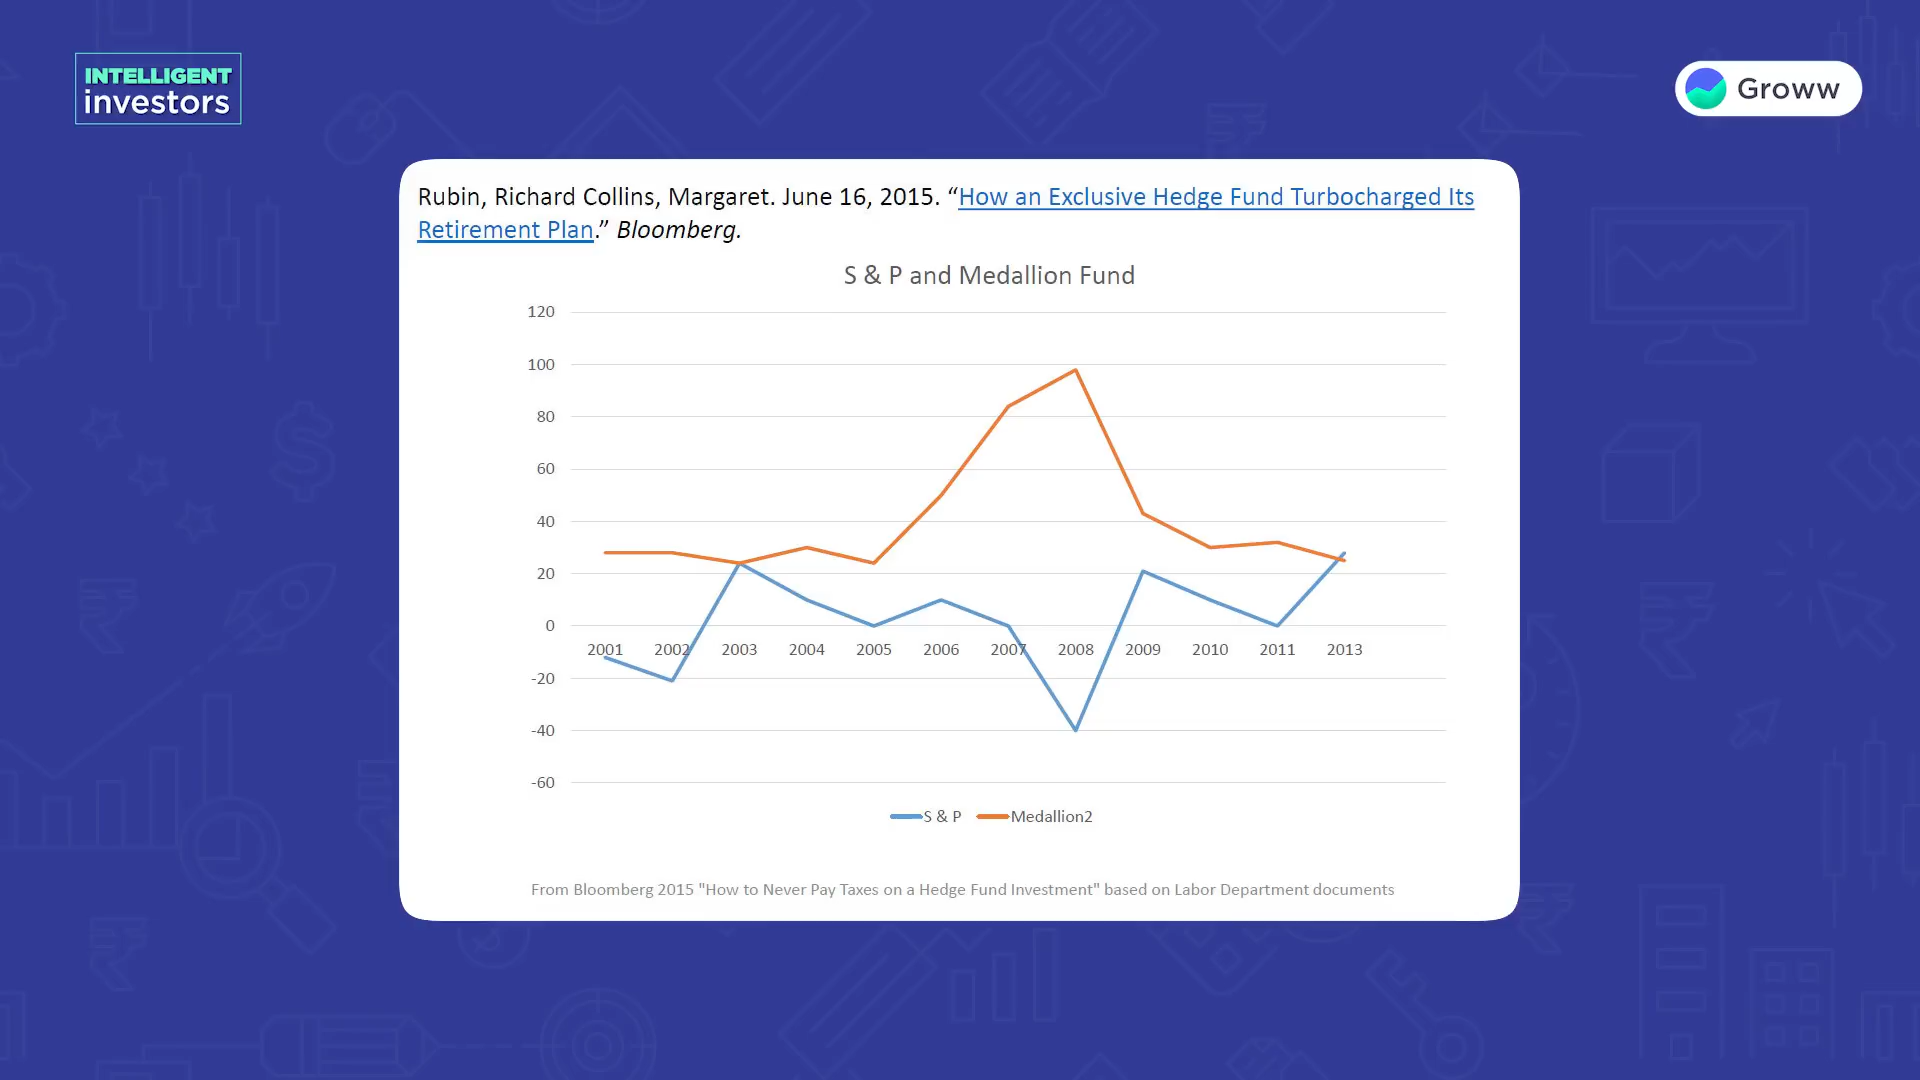 INTELLIGENT
investors
Groww
Rubin, Richard Collins, Margaret. June 16, 2015. “How an Exclusive Hedge Fund Turbocharged Its
Retirement Plan.” Bloomberg.
S & P and Medallion Fund
120
100
80
60
40
20
0
2001 2002 2003 2004 2005 2006 2007 2008 2009 2010 2011 2013
-20
-40
-60
S & P Medallion2
From Bloomberg 2015 "How to Never Pay Taxes on a Hedge Fund Investment" based on Labor Department documents